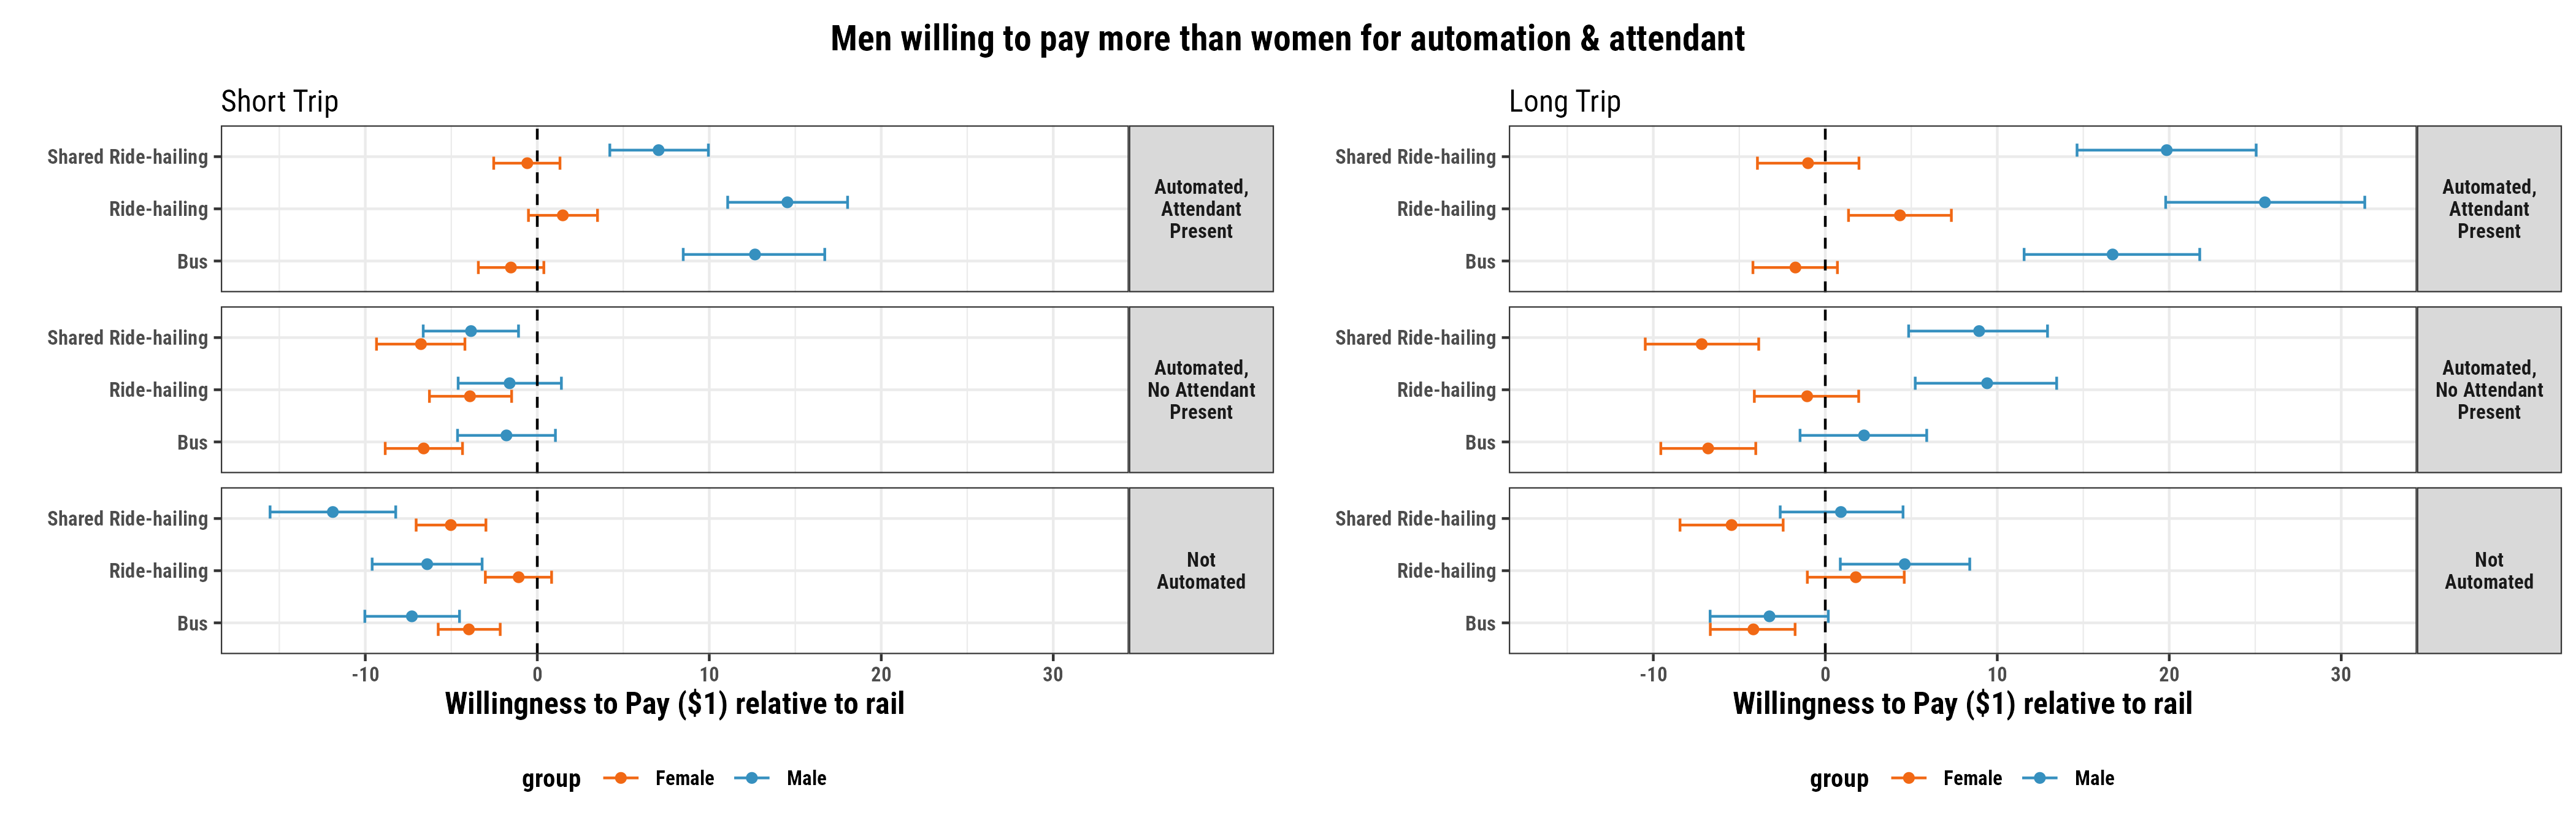 Men willing to pay more than women for automation & attendant
Short Trip
Shared Ride-hailing
Ride-hailing
Bus
Automated,
Attendant
Present
Shared Ride-hailing
Ride-hailing
Bus
Automated,
No Attendant
Present
Shared Ride-hailing
Ride-hailing
Bus
Not
Automated
-10 0 10 20 30
Willingness to Pay ($1) relative to rail
group Female Male
Long Trip
Shared Ride-hailing
Ride-hailing
Bus
Automated,
Attendant
Present
Shared Ride-hailing
Ride-hailing
Bus
Automated,
No Attendant
Present
Shared Ride-hailing
Ride-hailing
Bus
Not
Automated
-10 0 10 20 30
Willingness to Pay ($1) relative to rail
group Female Male